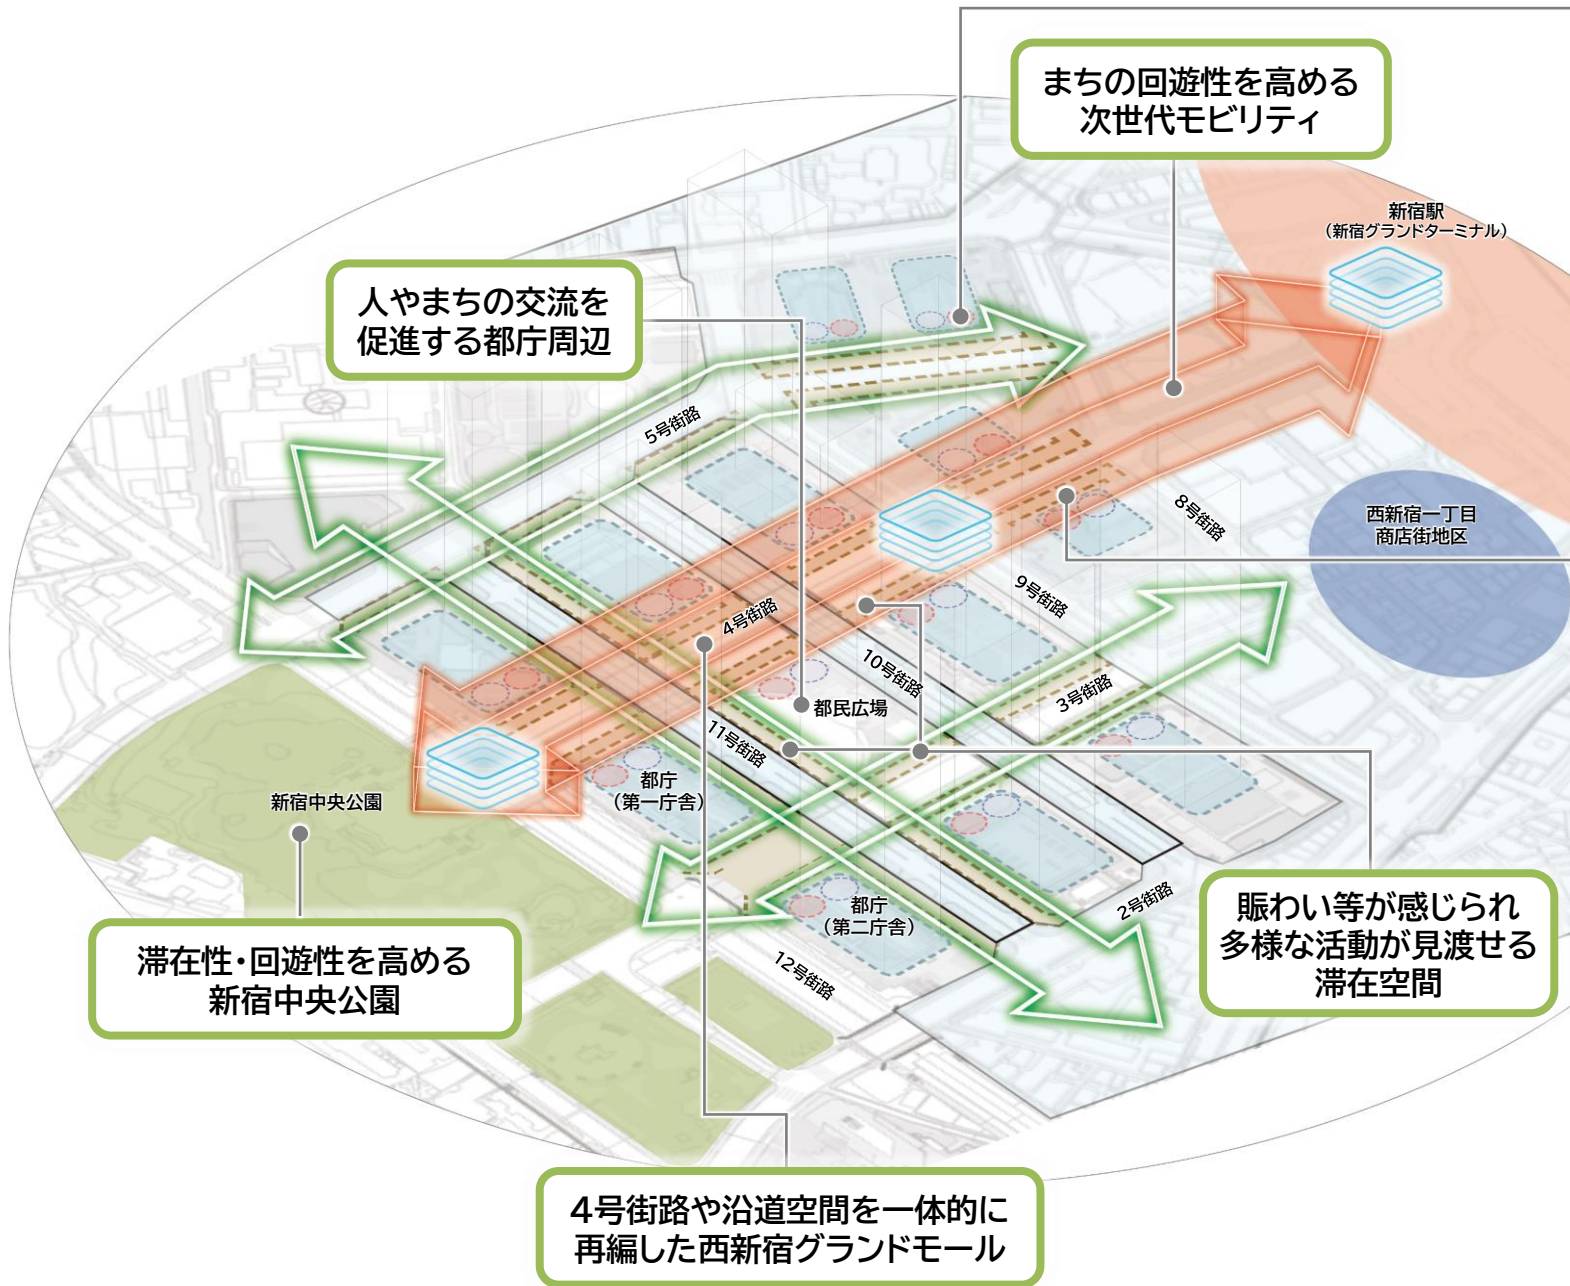 まちの回遊性を高める
次世代モビリティ
新宿駅
（新宿グランドターミナル）
人やまちの交流を
促進する都庁周辺
5号街路
8号街路
西新宿一丁目
商店街地区
9号街路
4号街路
10号街路
3号街路
都民広場
11号街路
都庁
（第一庁舎）
新宿中央公園
2号街路
都庁
（第二庁舎）
12号街路
賑わい等が感じられ
多様な活動が見渡せる
滞在空間
滞在性・回遊性を高める
新宿中央公園
4号街路や沿道空間を一体的に
再編した西新宿グランドモール